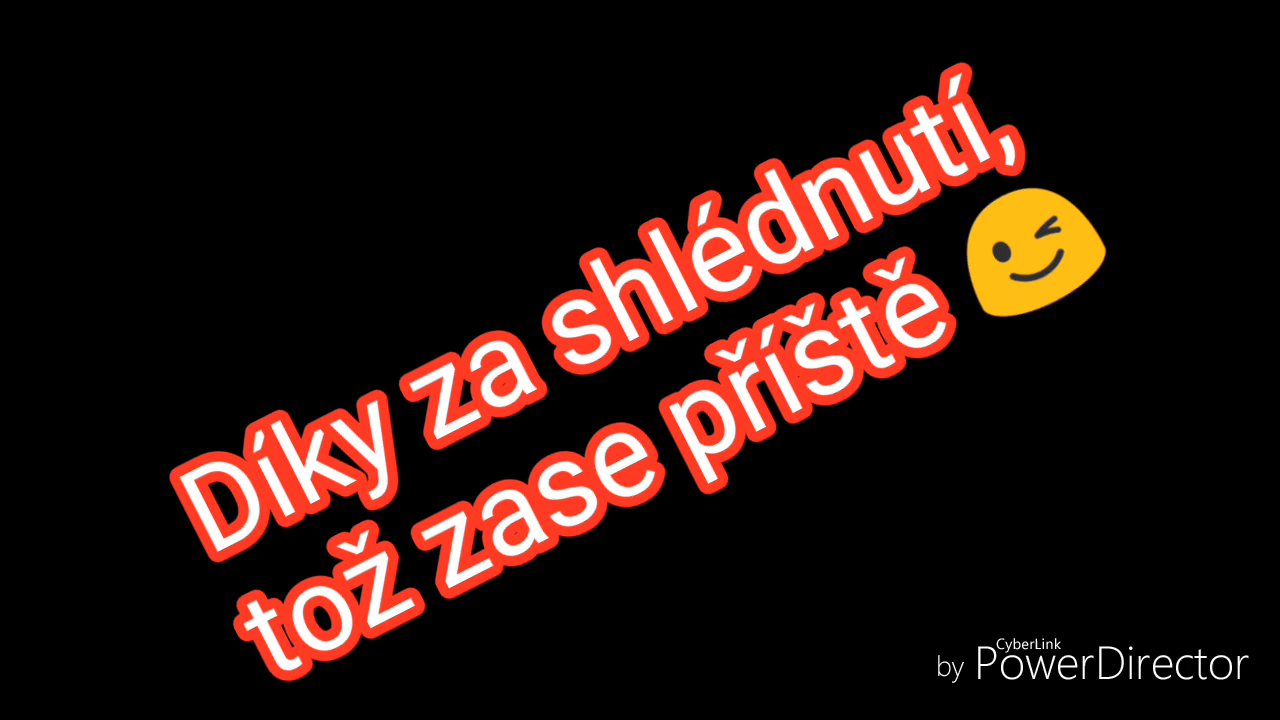 Díky za shlédnutí,
tož zase příště 😉
CyberLink
by PowerDirector